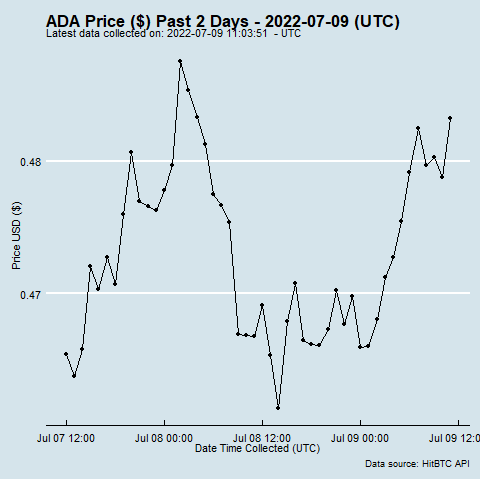 ADA Price ($) Past 2 Days - 2022-07-09 (UTC)
Latest data collected on: 2022-07-09 11:03:51 - UTC
0.48
0.47
Price USD ($)
Jul 07 12:00 Jul 08 00:00 Jul 08 12:00 Jul 09 00:00 Jul 09 12:00
Date Time Collected (UTC)
Data source: HitBTC API